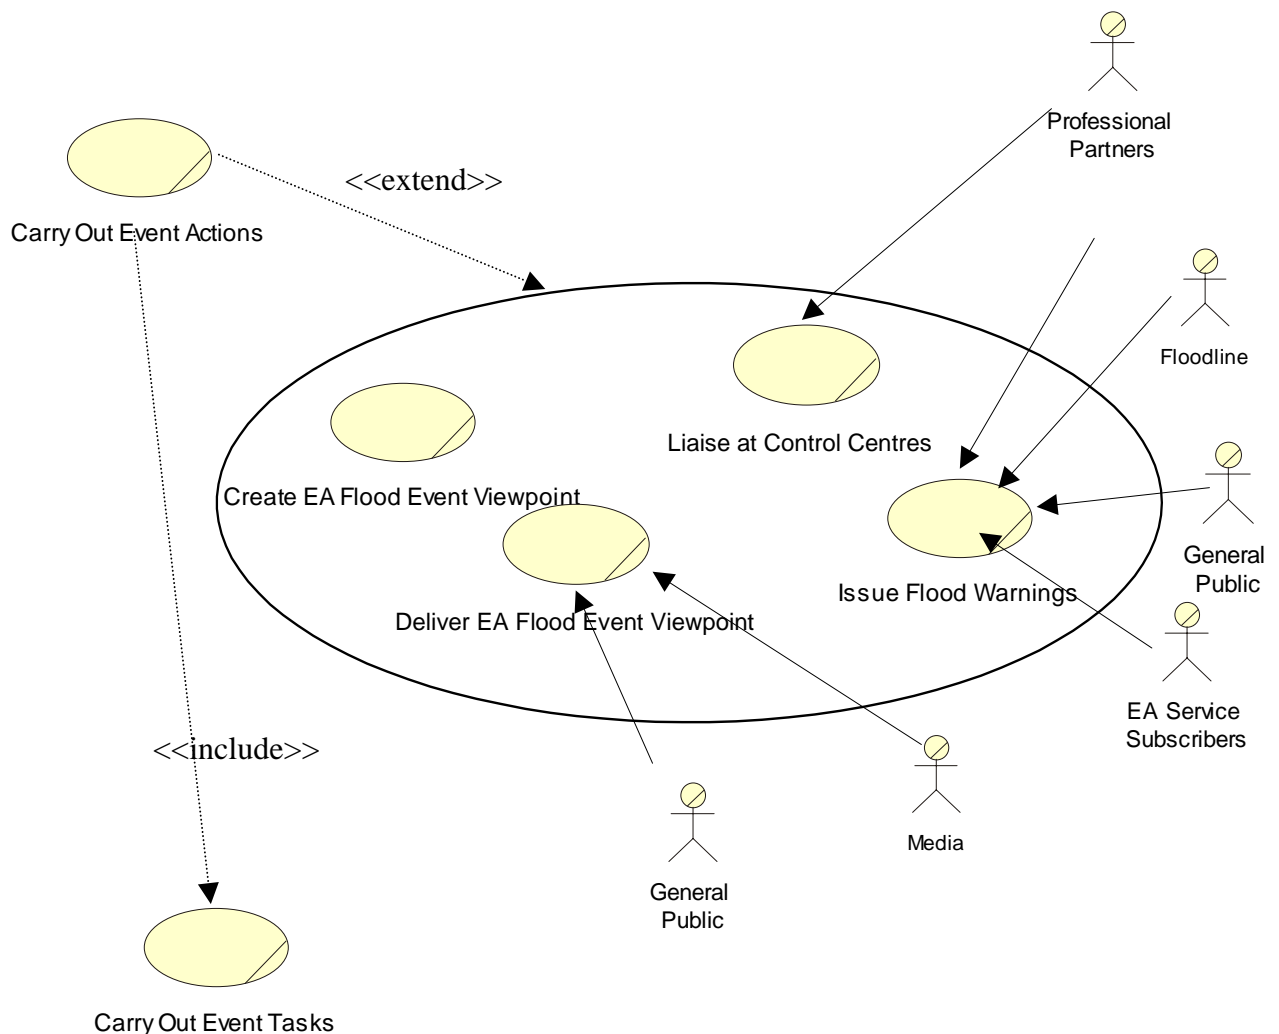 Professional
Partners
<<extend>>
Carry Out Event Actions
Floodline
Liaise at Control Centres
Create EA Flood Event Viewpoint
General
Public
Issue Flood Warnings
Deliver EA Flood Event Viewpoint
EA Service
Subscribers
<<include>>
Media
General
Public
Carry Out Event Tasks